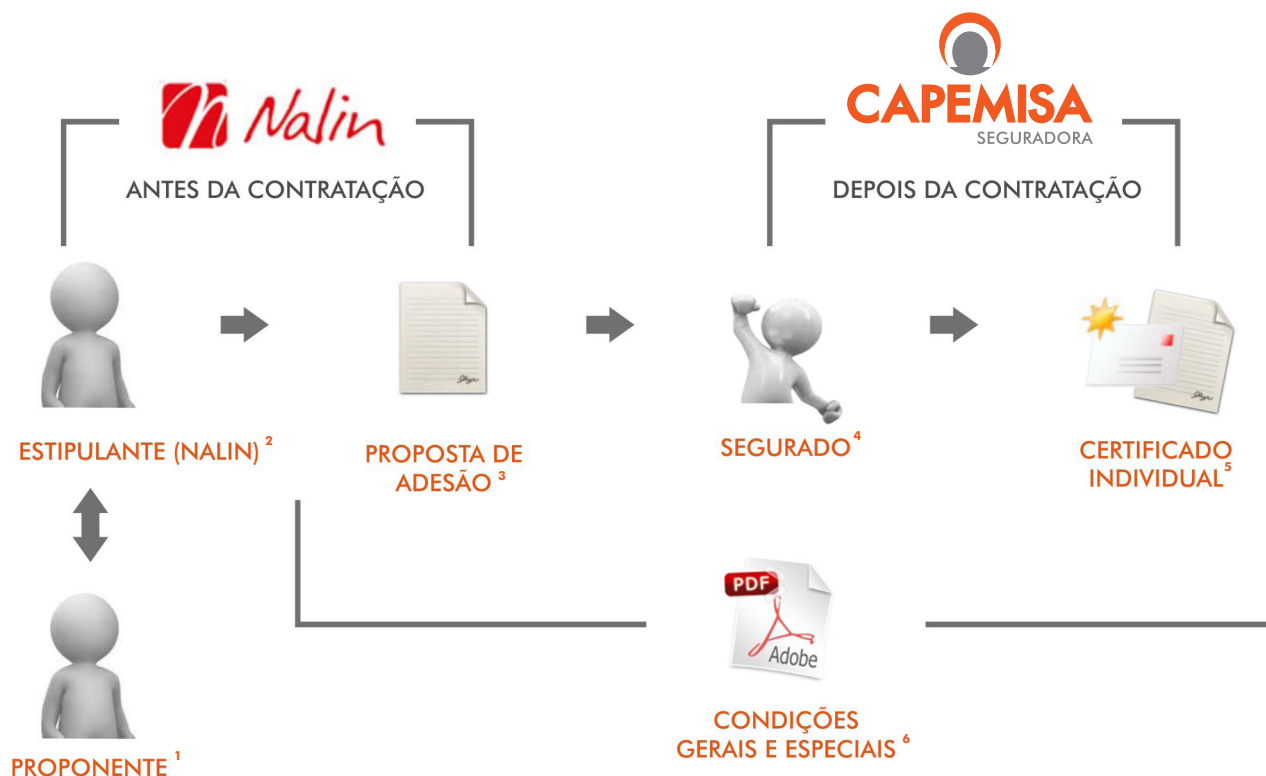 Nalin
CAPEMISA
SEGURADORA
ANTES DA CONTRATAÇÃO
DEPOIS DA CONTRATAÇÃO
ESTIPULANTE (NALIN) ²
PROPOSTA DE
ADESÃO ³
SEGURADO ⁴
CERTIFICADO
INDIVIDUAL ⁵
PDF
Adobe
PROPONENTE ¹
CONDIÇÕES
GERAIS E ESPECIAIS ⁶